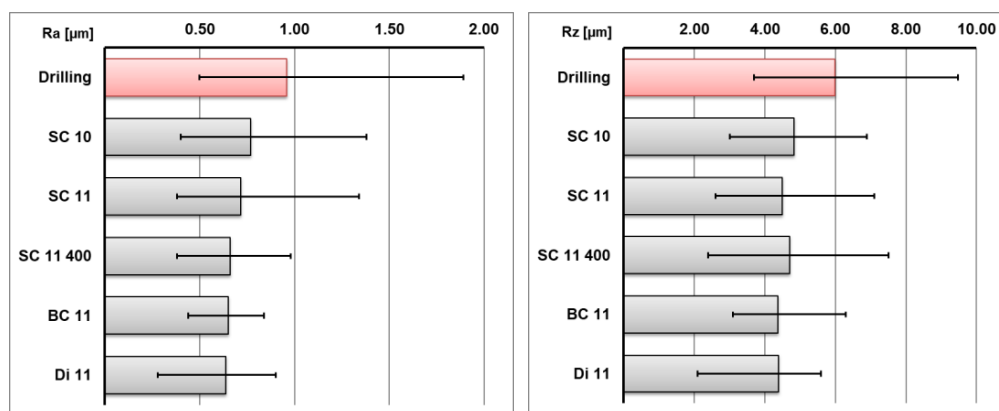 Ra [µm] 0.50 1.00 1.50 2.00
Drilling
SC 10
SC 11
SC 11 400
BC 11
Di 11
Rz [µm] 2.00 4.00 6.00 8.00 10.00
Drilling
SC 10
SC 11
SC 11 400
BC 11
Di 11